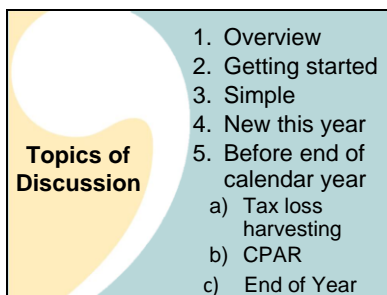 Topics of
Discussion
1. Overview
2. Getting started
3. Simple
4. New this year
5. Before end of
calendar year
a) Tax loss
harvesting
b) CPAR
c) End of Year